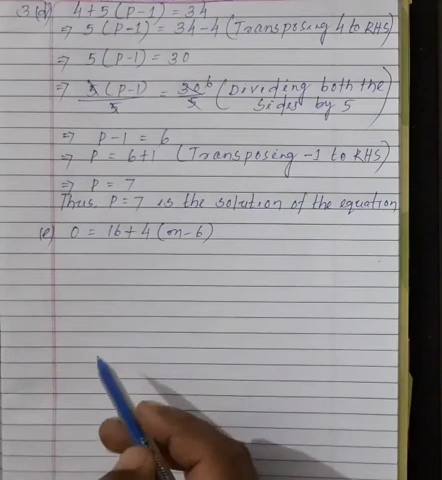 3(d) 4+5(P-1)=34
⇒ 5(P-1) = 34-4 (Transposing 4 to RHS)
⇒ 5(P-1) = 30
⇒ 5(P-1)/5 = 30/5 6 (Dividing both the sides by 5)
⇒ P-1 = 6
⇒ P = 6+1 (Transposing -1 to RHS)
⇒ P = 7
Thus, P=7 is the solution of the equation
(e) 0 = 16+4(m-6)